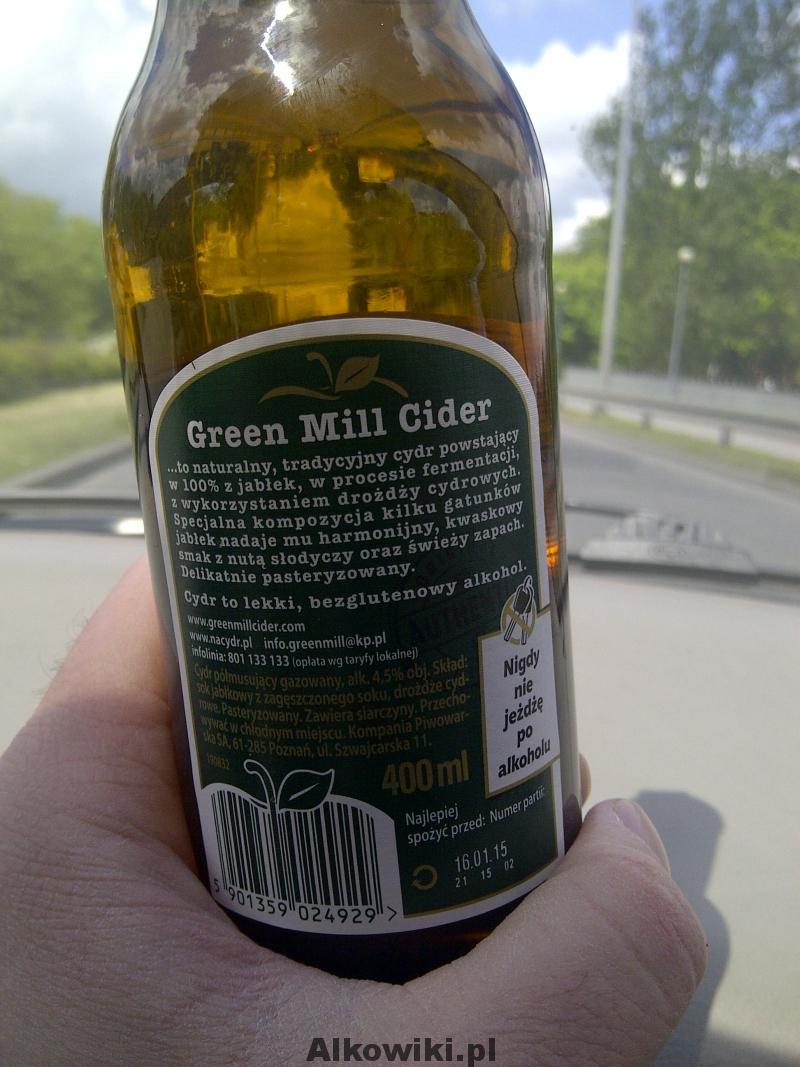 Green Mill Cider
...to naturalny, tradycyjny cydr powstający
w 100% z jabłek, w procesie fermentacji,
z wykorzystaniem drożdży cydrowych.
Specjalna kompozycja kilku gatunków
jabłek nadaje mu harmonijny, kwaskowy
smak z nutą słodyczy oraz świeży zapach.
Delikatnie pasteryzowany.
Cydr to lekki, bezglutenowy alkohol.
www.greenmillcider.com
www.nacydr.pl info.greenmill@kp.pl
infolinia: 801 133 133 (opłata wg taryfy lokalnej)
Cydr półmusujący gazowany, alk. 4,5% obj. Skład:
sok jabłkowy z zagęszczonego soku, drożdże cyd-
rowe. Pasteryzowany. Zawiera siarczyny. Przecho-
wywać w chłodnym miejscu. Kompania Piwowar-
ska SA, 61-285 Poznań, ul. Szwajcarska 11.
190832
400 ml
Nigdy
nie
jeżdżę
po
alkoholu
Najlepiej
spożyć przed: Numer partii:
16.01.15
21 15 02
5 901359 024929 >
Alkowiki.pl